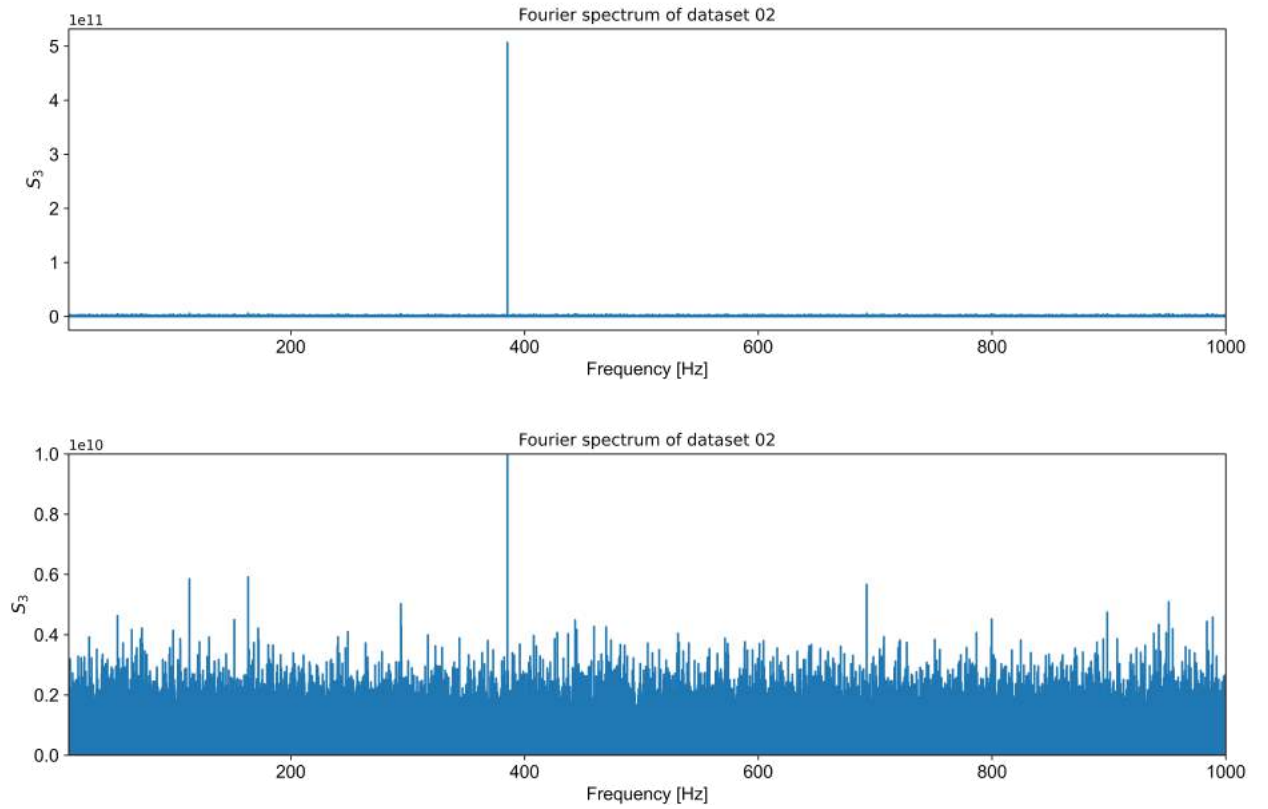 Fourier spectrum of dataset 02
1e11
5
4
3
2
1
0
S3
200 400 600 800 1000
Frequency [Hz]
Fourier spectrum of dataset 02
1e10
1.0
0.8
0.6
0.4
0.2
0.0
S3
200 400 600 800 1000
Frequency [Hz]